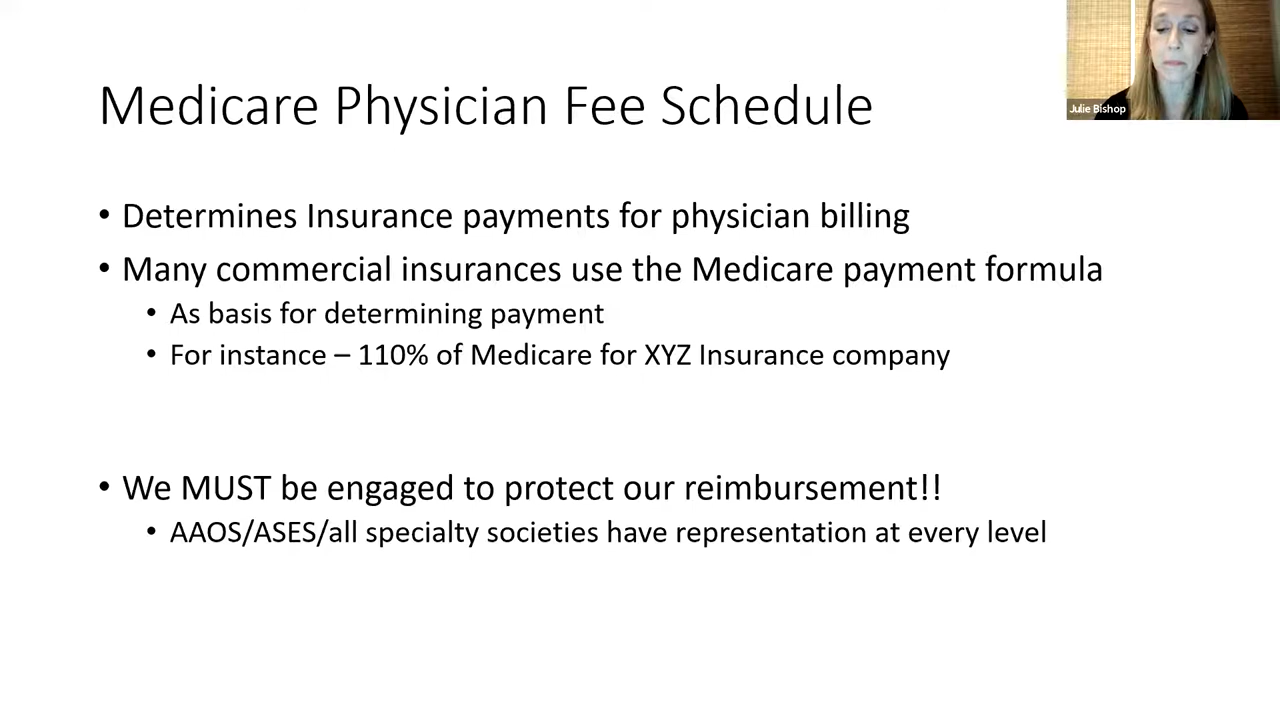 Medicare Physician Fee Schedule
Julie Bishop
• Determines Insurance payments for physician billing
• Many commercial insurances use the Medicare payment formula
• As basis for determining payment
• For instance – 110% of Medicare for XYZ Insurance company
• We MUST be engaged to protect our reimbursement!!
• AAOS/ASES/all specialty societies have representation at every level